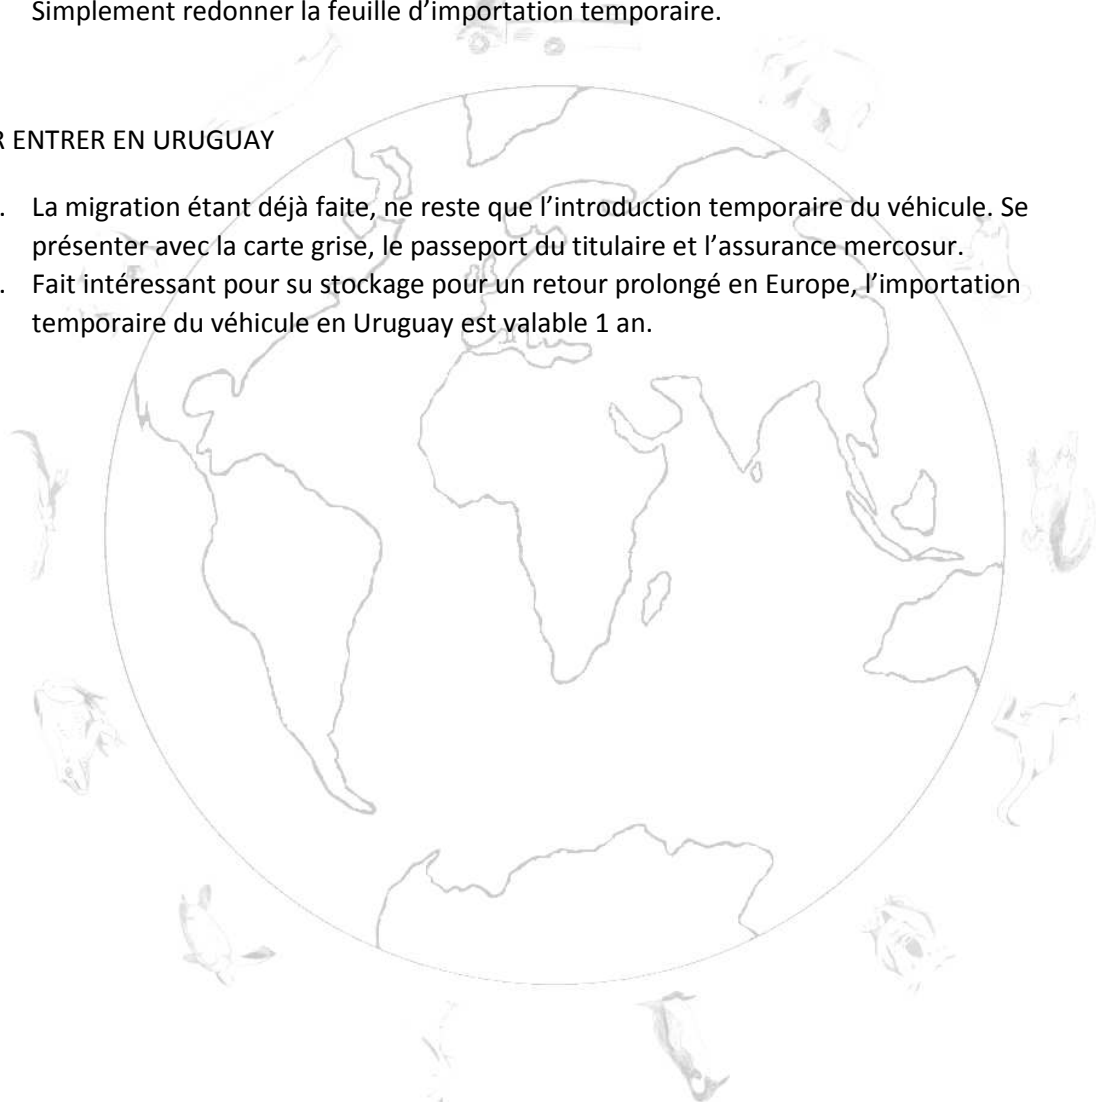 Simplement redonner la feuille d’importation temporaire.
R ENTRER EN URUGUAY
. La migration étant déjà faite, ne reste que l’introduction temporaire du véhicule. Se
présenter avec la carte grise, le passeport du titulaire et l’assurance mercosur.
. Fait intéressant pour su stockage pour un retour prolongé en Europe, l’importation
temporaire du véhicule en Uruguay est valable 1 an.